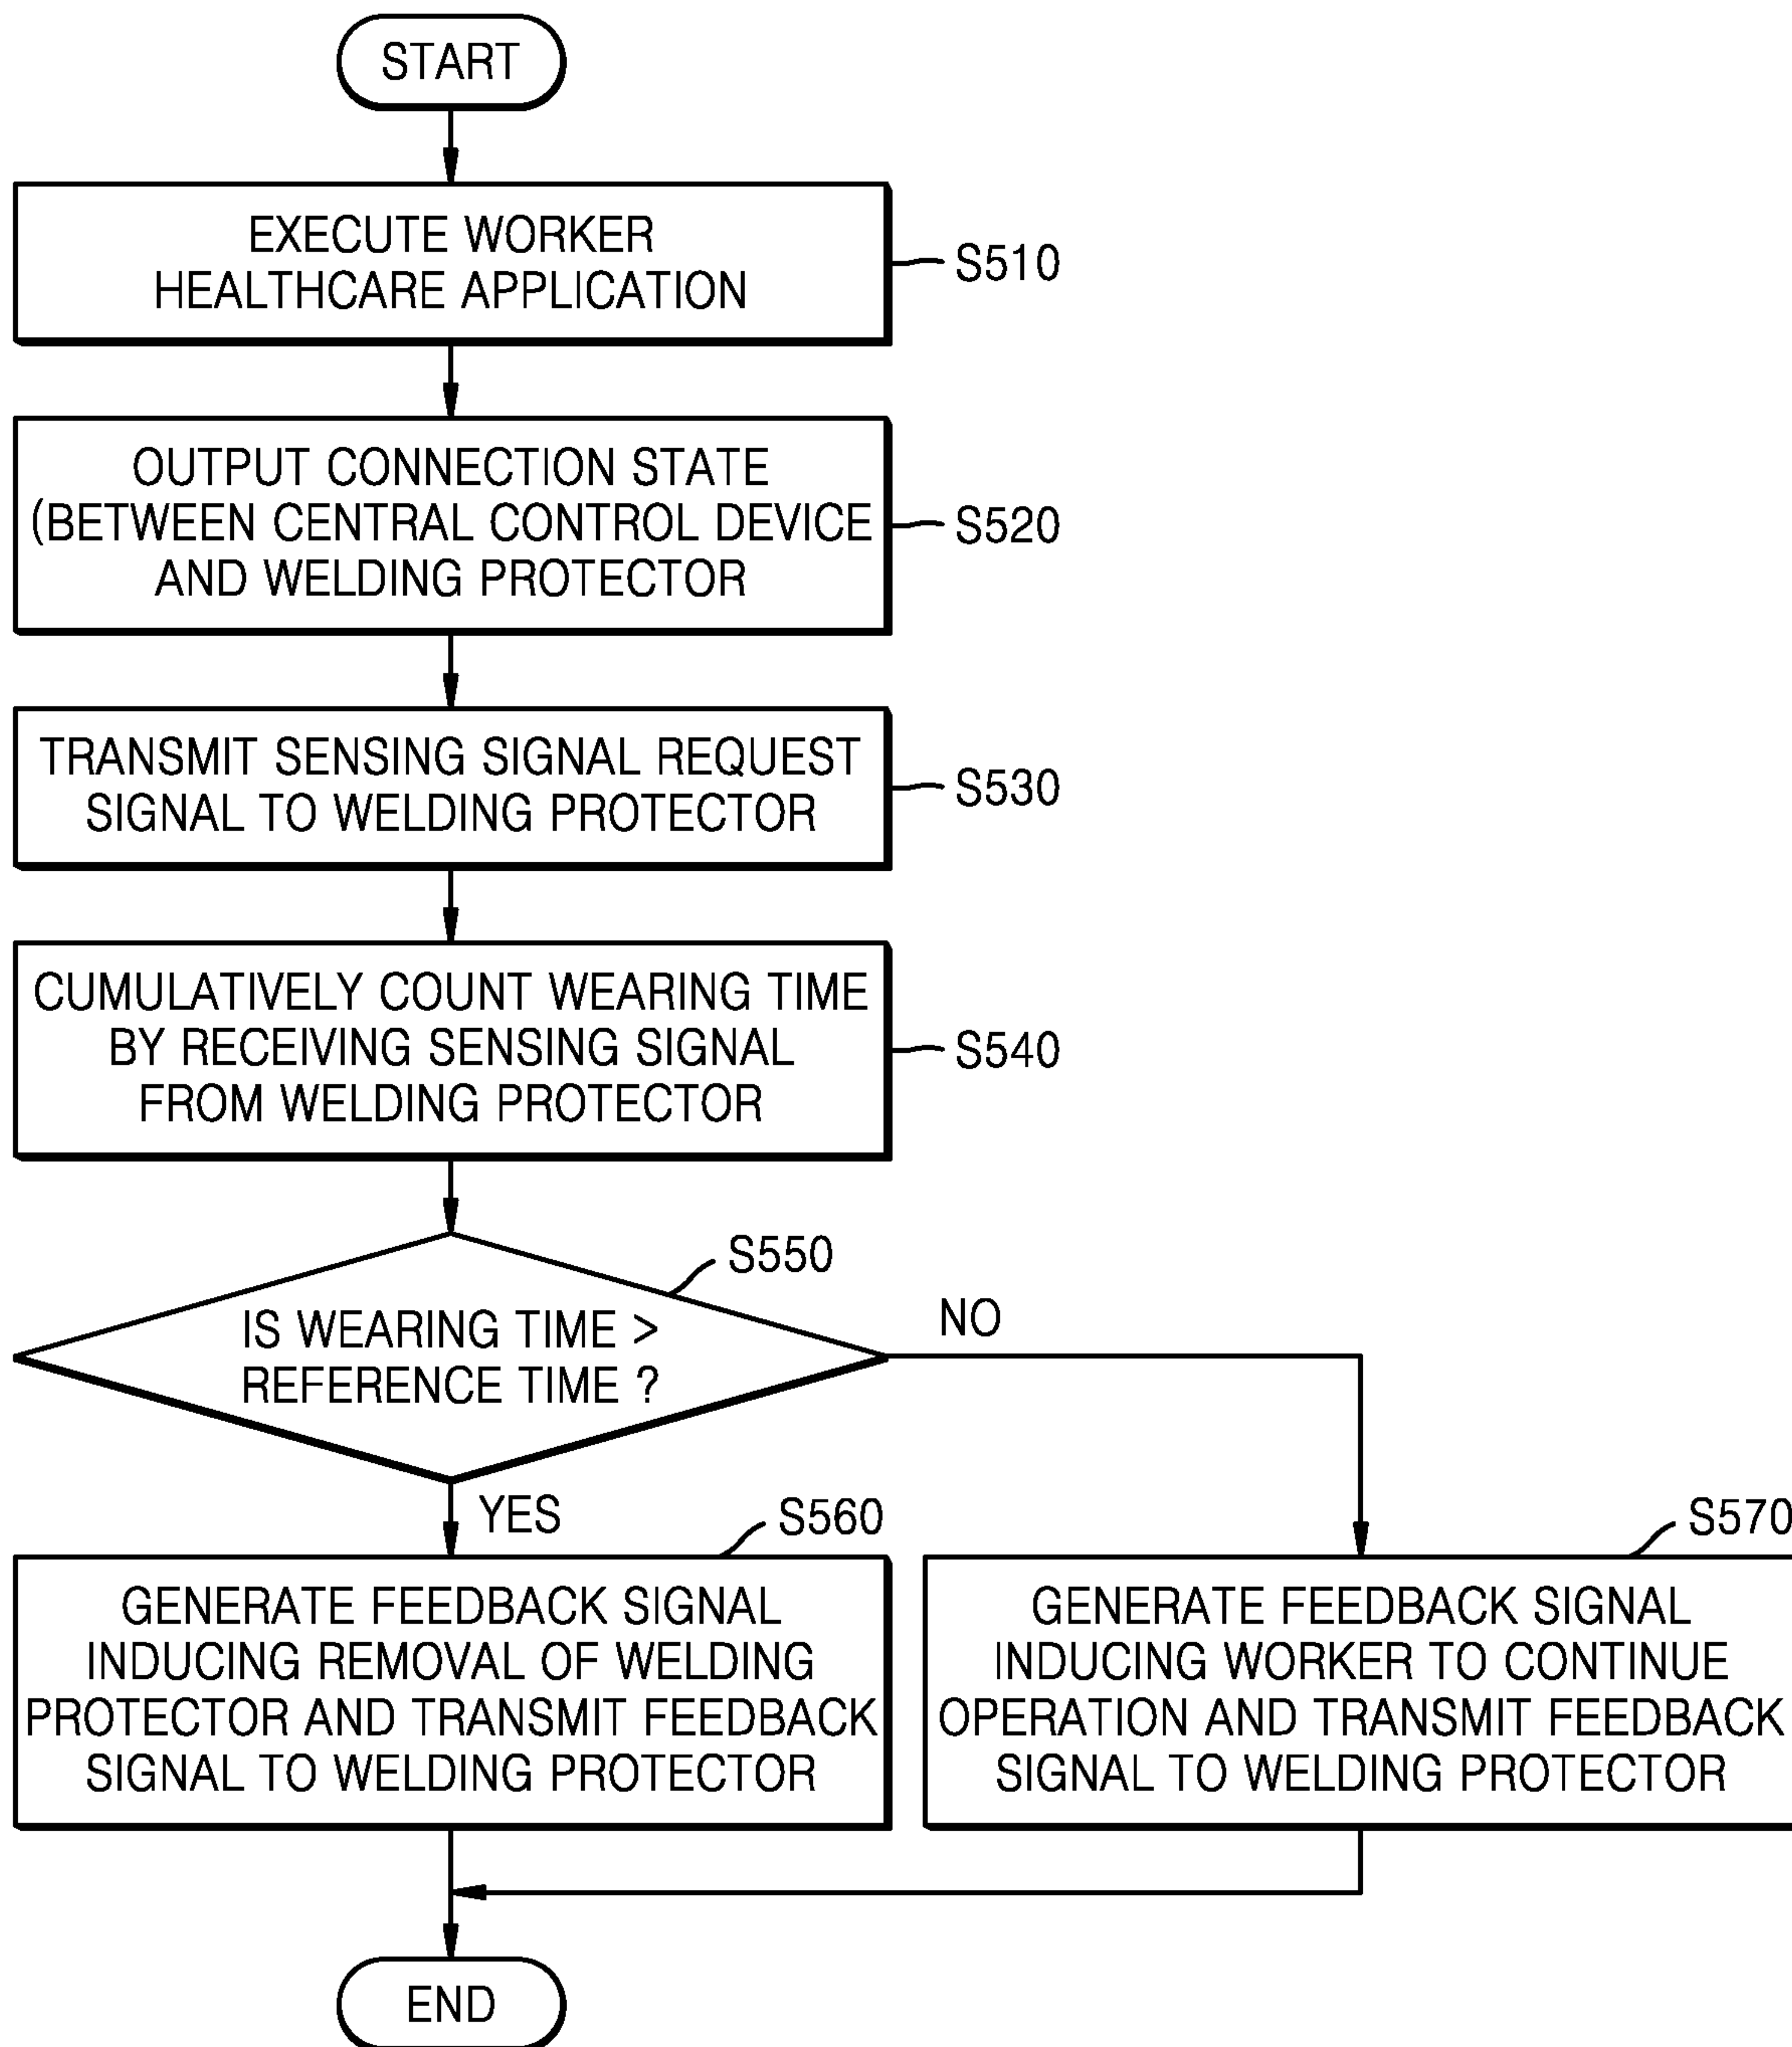 START
EXECUTE WORKER
HEALTHCARE APPLICATION
S510
OUTPUT CONNECTION STATE
(BETWEEN CENTRAL CONTROL DEVICE
AND WELDING PROTECTOR
S520
TRANSMIT SENSING SIGNAL REQUEST
SIGNAL TO WELDING PROTECTOR
S530
CUMULATIVELY COUNT WEARING TIME
BY RECEIVING SENSING SIGNAL
FROM WELDING PROTECTOR
S540
S550
IS WEARING TIME >
REFERENCE TIME ?
NO
YES
S560
GENERATE FEEDBACK SIGNAL
INDUCING REMOVAL OF WELDING
PROTECTOR AND TRANSMIT FEEDBACK
SIGNAL TO WELDING PROTECTOR
S570
GENERATE FEEDBACK SIGNAL
INDUCING WORKER TO CONTINUE
OPERATION AND TRANSMIT FEEDBACK
SIGNAL TO WELDING PROTECTOR
END